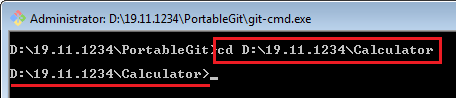 Administrator: D:\19.11.1234\PortableGit\git-cmd.exe
D:\19.11.1234\PortableGit>cd D:\19.11.1234\Calculator
D:\19.11.1234\Calculator>_